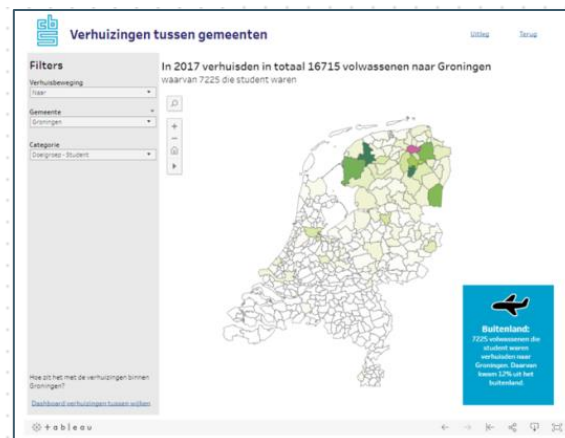 cbs
Verhuizingen tussen gemeenten
Uitleg
Terug
Filters
Verhuisbeweging
Naar
Gemeente
Groningen
Categorie
Doelgroep - Student
In 2017 verhuisden in totaal 16715 volwassenen naar Groningen
waarvan 7225 die student waren
Buitenland:
7225 volwassenen die
student waren
verhuisden naar
Groningen. Daarvan
kwam 12% uit het
buitenland.
Hoe zit het met de verhuizingen binnen
Groningen?
Dashboard verhuizingen tussen wijken
+ a b l e a u